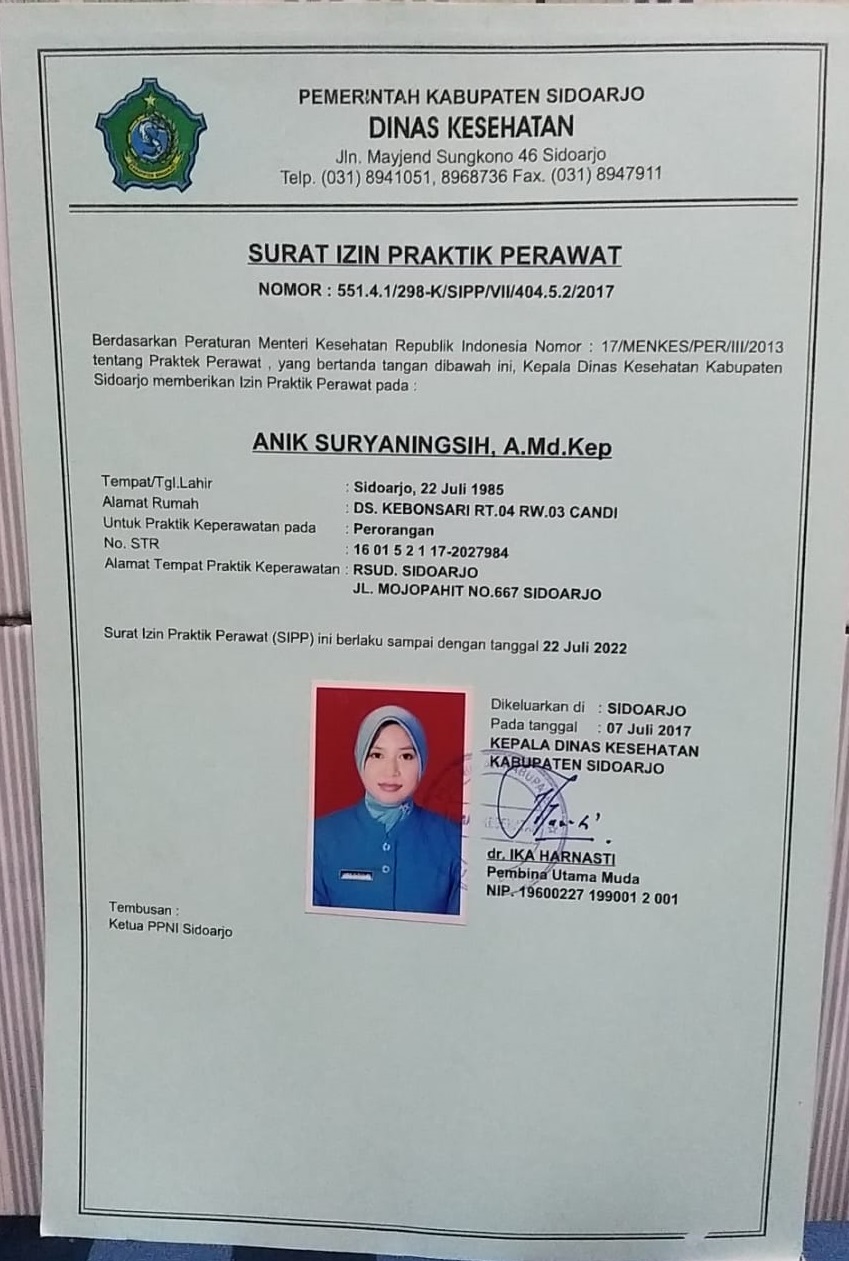 PEMERINTAH KABUPATEN SIDOARJO
DINAS KESEHATAN
Jln. Mayjend Sungkono 46 Sidoarjo
Telp. (031) 8941051, 8968736 Fax. (031) 8947911
SURAT IZIN PRAKTIK PERAWAT
NOMOR : 551.4.1/298-K/SIPP/VII/404.5.2/2017
Berdasarkan Peraturan Menteri Kesehatan Republik Indonesia Nomor : 17/MENKES/PER/III/2013
tentang Praktek Perawat , yang bertanda tangan dibawah ini, Kepala Dinas Kesehatan Kabupaten
Sidoarjo memberikan Izin Praktik Perawat pada :
ANIK SURYANINGSIH, A.Md.Kep
Tempat/Tgl.Lahir : Sidoarjo, 22 Juli 1985
Alamat Rumah : DS. KEBONSARI RT.04 RW.03 CANDI
Untuk Praktik Keperawatan pada : Perorangan
No. STR : 16 01 5 2 1 17-2027984
Alamat Tempat Praktik Keperawatan : RSUD. SIDOARJO
JL. MOJOPAHIT NO.667 SIDOARJO
Surat Izin Praktik Perawat (SIPP) ini berlaku sampai dengan tanggal 22 Juli 2022
Dikeluarkan di : SIDOARJO
Pada tanggal : 07 Juli 2017
KEPALA DINAS KESEHATAN
KABUPATEN SIDOARJO
dr. IKA HARNASTI
Pembina Utama Muda
NIP. 19600227 199001 2 001
Tembusan :
Ketua PPNI Sidoarjo